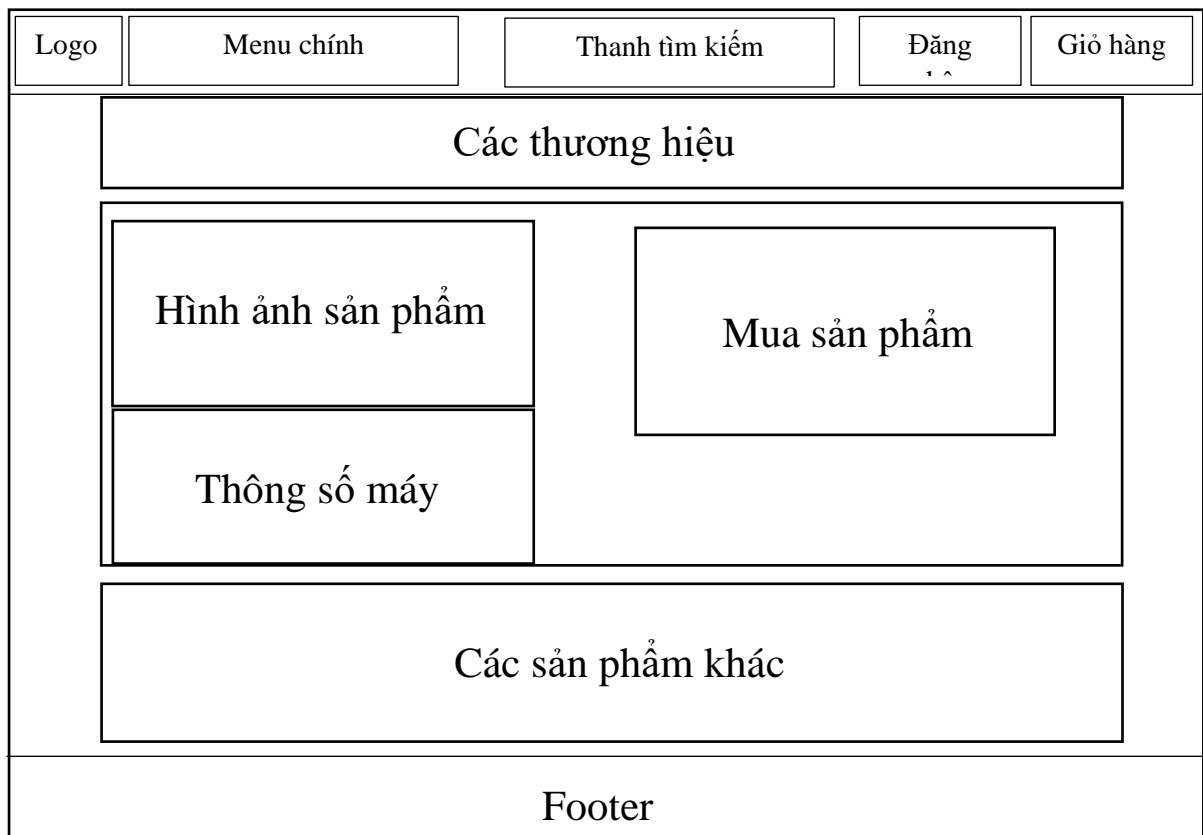 Logo
Menu chính
Thanh tìm kiếm
Đăng
Giỏ hàng
Các thương hiệu
Hình ảnh sản phẩm
Mua sản phẩm
Thông số máy
Các sản phẩm khác
Footer